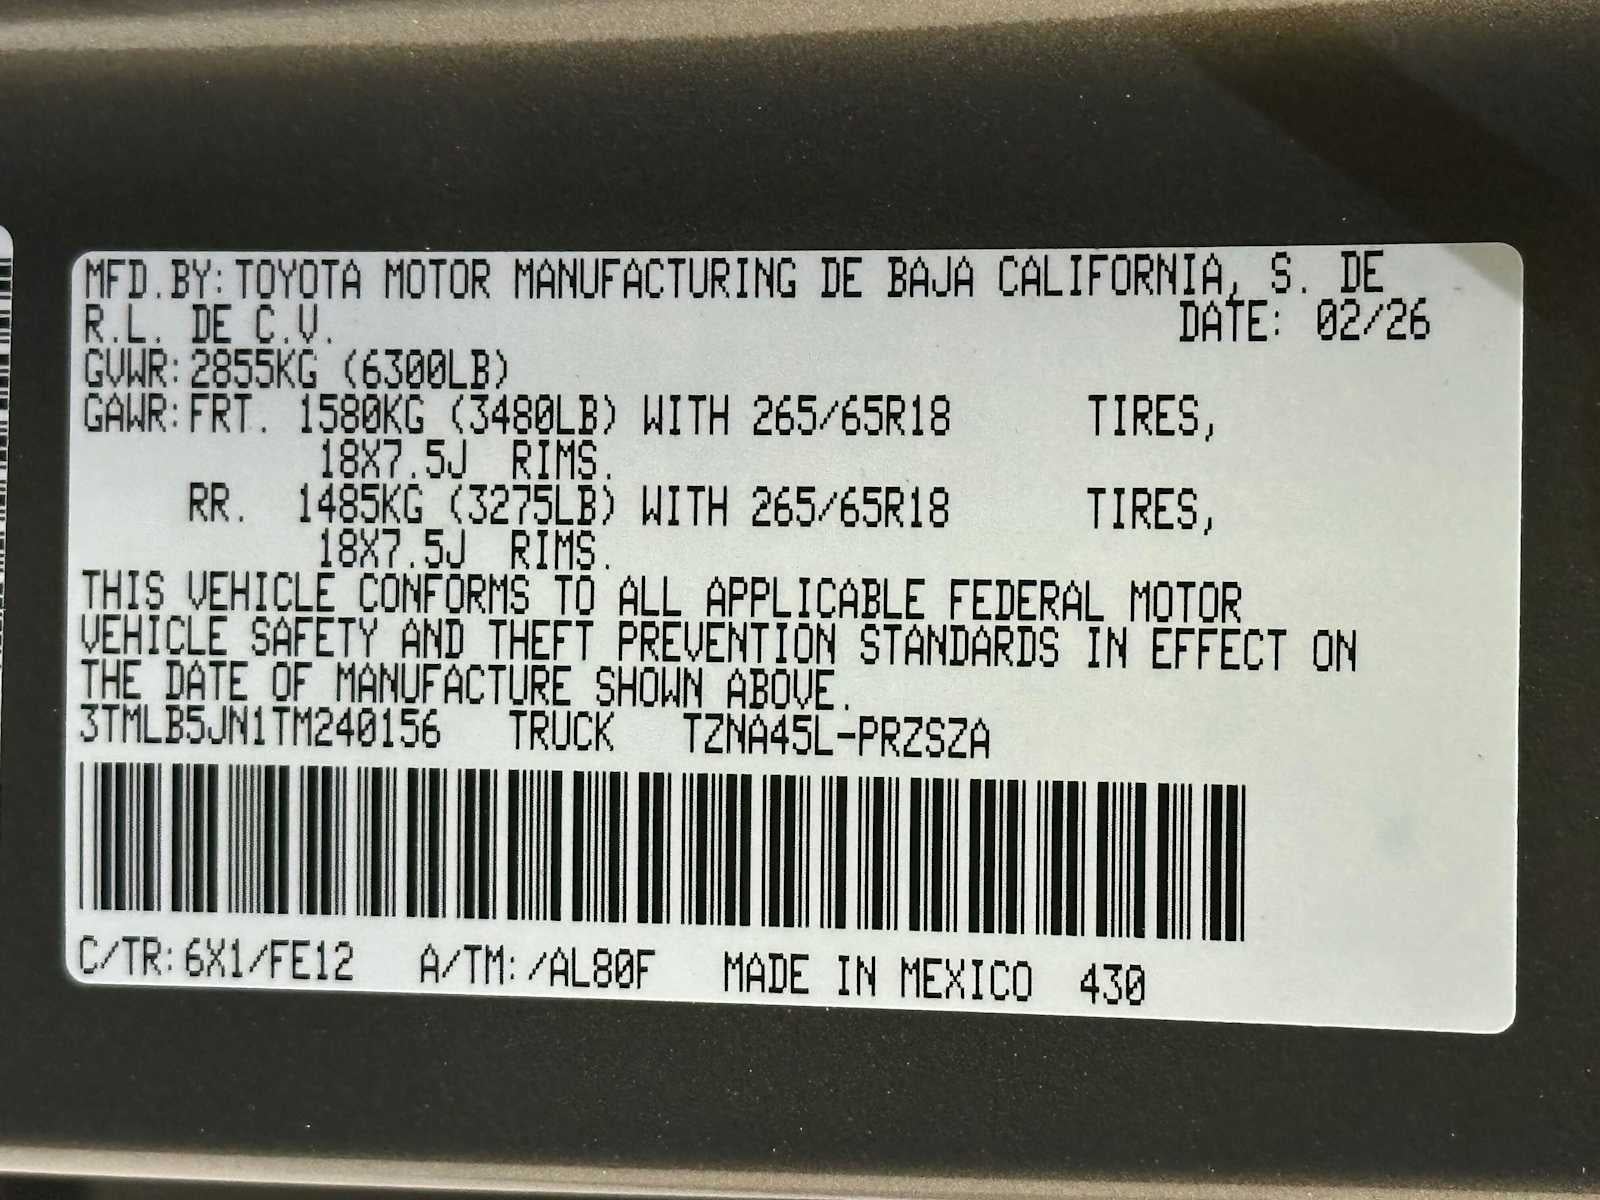 MFD.BY: TOYOTA MOTOR MANUFACTURING DE BAJA CALIFORNIA, S. DE
R.L. DE C.V. DATE: 02/26
GVWR: 2855KG (6300LB)
GAWR: FRT. 1580KG (3480LB) WITH 265/65R18 TIRES,
18X7.5J RIMS.
RR. 1485KG (3275LB) WITH 265/65R18 TIRES,
18X7.5J RIMS.
THIS VEHICLE CONFORMS TO ALL APPLICABLE FEDERAL MOTOR
VEHICLE SAFETY AND THEFT PREVENTION STANDARDS IN EFFECT ON
THE DATE OF MANUFACTURE SHOWN ABOVE.
3TMLB5JN1TM240156 TRUCK TZNA45L-PRZSZA
C/TR: 6X1/FE12 A/TM: /AL80F MADE IN MEXICO 430